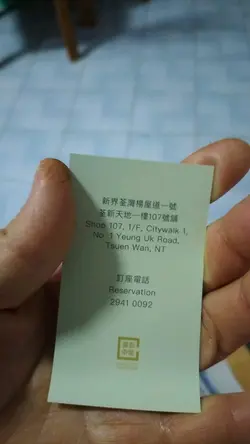 新界荃灣楊屋道一號
荃新天地一樓107號舖
Shop 107, 1/F, Citywalk 1,
No. 1 Yeung Uk Road,
Tsuen Wan, NT
訂座電話
Reservation
2941 0092